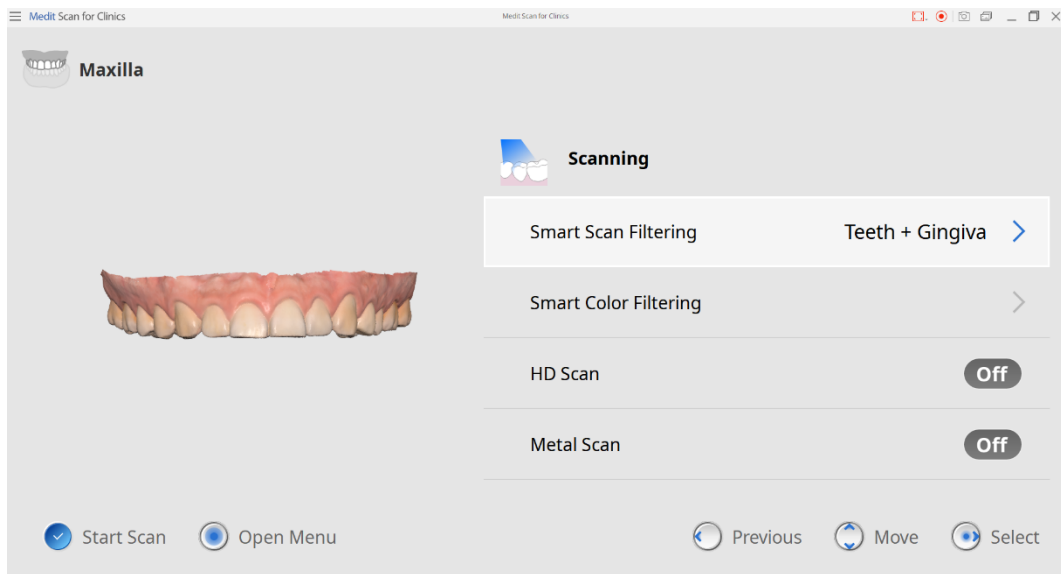 Medit Scan for Clinics
Medit Scan for Clinics
Maxilla
Scanning
Smart Scan Filtering Teeth + Gingiva
Smart Color Filtering
HD Scan Off
Metal Scan Off
Start Scan Open Menu Previous Move Select